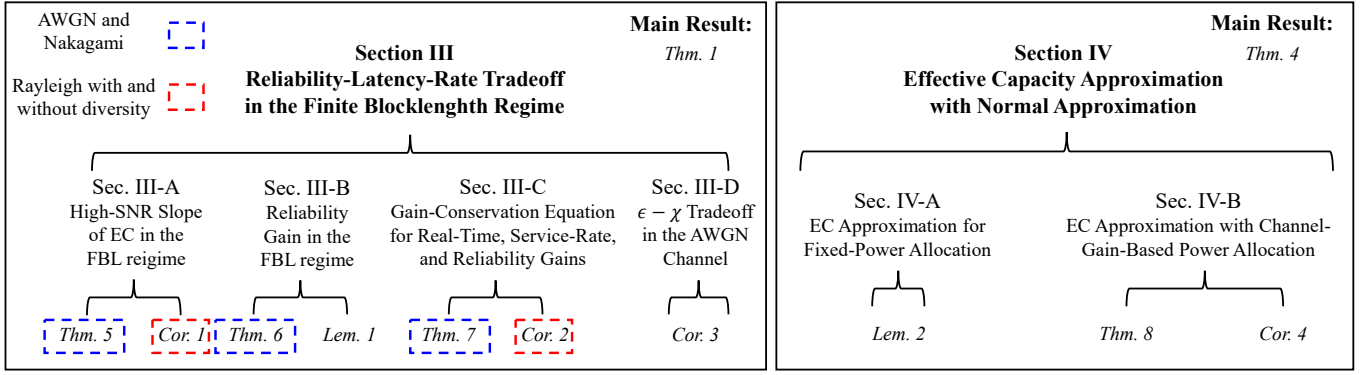 AWGN and
Nakagami
Rayleigh with and
without diversity
Main Result:
Thm. 1
Section III
Reliability-Latency-Rate Tradeoff
in the Finite Blocklenghth Regime
Sec. III-A
High-SNR Slope
of EC in the
FBL reigime
Sec. III-B
Reliability
Gain in the
FBL regime
Sec. III-C
Gain-Conservation Equation
for Real-Time, Service-Rate,
and Reliability Gains
Sec. III-D
ϵ − χ Tradeoff
in the AWGN
Channel
Thm. 5
Cor. 1
Thm. 6
Lem. 1
Thm. 7
Cor. 2
Cor. 3
Main Result:
Thm. 4
Section IV
Effective Capacity Approximation
with Normal Approximation
Sec. IV-A
EC Approximation for
Fixed-Power Allocation
Sec. IV-B
EC Approximation with Channel-
Gain-Based Power Allocation
Lem. 2
Thm. 8
Cor. 4